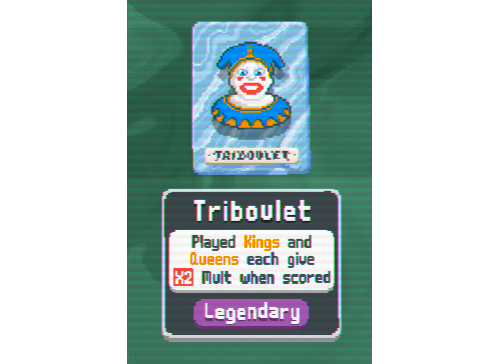 TRIBOULET
Triboulet
Played Kings and
Queens each give
X2 Mult when scored
Legendary